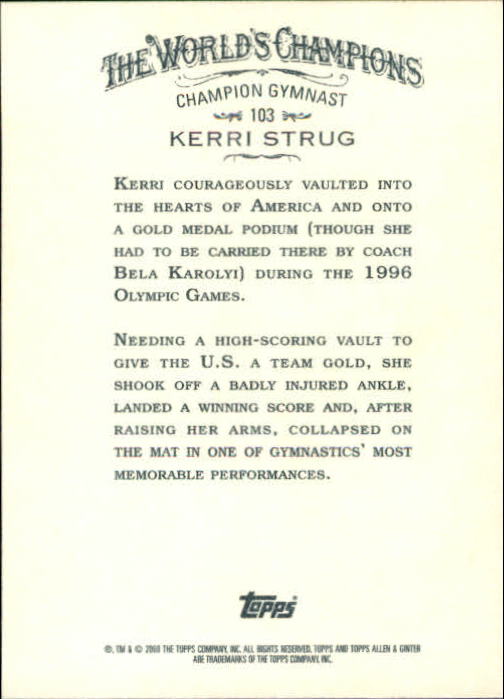 THE WORLD'S CHAMPIONS
CHAMPION GYMNAST
103
KERRI STRUG
KERRI COURAGEOUSLY VAULTED INTO
THE HEARTS OF AMERICA AND ONTO
A GOLD MEDAL PODIUM (THOUGH SHE
HAD TO BE CARRIED THERE BY COACH
BELA KAROLYI) DURING THE 1996
OLYMPIC GAMES.
NEEDING A HIGH-SCORING VAULT TO
GIVE THE U.S. A TEAM GOLD, SHE
SHOOK OFF A BADLY INJURED ANKLE,
LANDED A WINNING SCORE AND, AFTER
RAISING HER ARMS, COLLAPSED ON
THE MAT IN ONE OF GYMNASTICS' MOST
MEMORABLE PERFORMANCES.
Topps
®, TM & © 2008 THE TOPPS COMPANY, INC. ALL RIGHTS RESERVED. TOPPS AND TOPPS ALLEN & GINTER
ARE TRADEMARKS OF THE TOPPS COMPANY, INC.